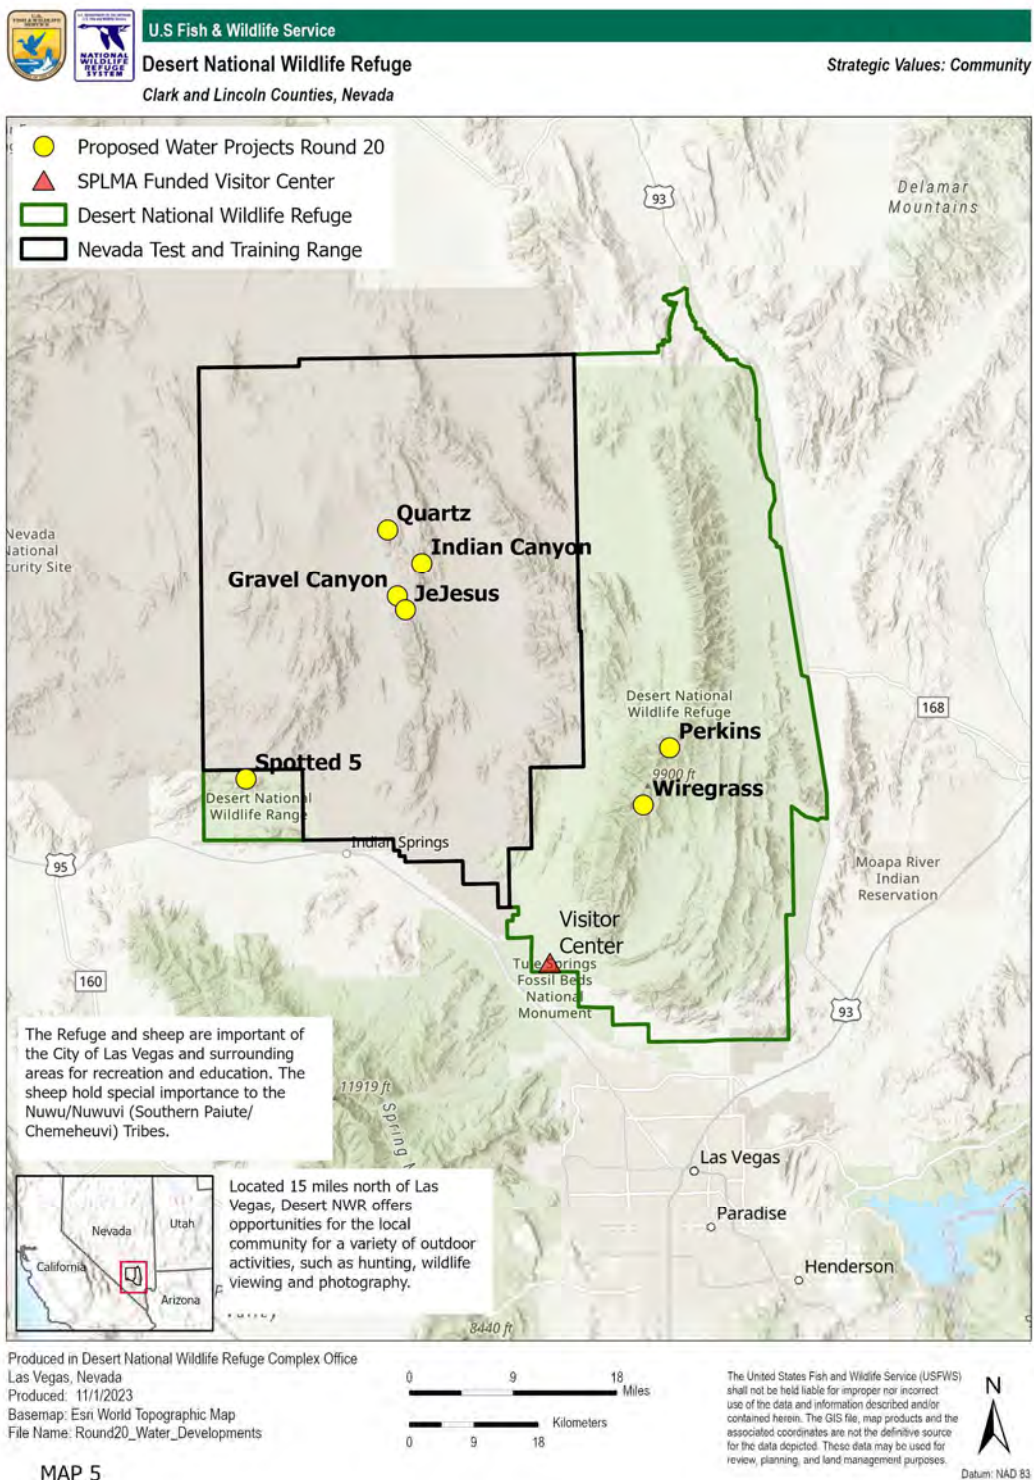 U.S.
FISH & WILDLIFE
SERVICE
NATIONAL
WILDLIFE
REFUGE
SYSTEM
U.S Fish & Wildlife Service
Desert National Wildlife Refuge
Strategic Values: Community
Clark and Lincoln Counties, Nevada
Proposed Water Projects Round 20
SPLMA Funded Visitor Center
Desert National Wildlife Refuge
Nevada Test and Training Range
93
Delamar
Mountains
Quartz
Indian Canyon
Nevada
National
curity Site
Gravel Canyon
JeJesus
Desert National
Wildlife Refuge
168
Perkins
Spotted 5
9900 ft
Wiregrass
Desert National
Wildlife Range
Indian Springs
95
Moapa River
Indian
Reservation
Visitor
Center
Tule Springs
Fossil Beds
National
Monument
160
93
The Refuge and sheep are important of
the City of Las Vegas and surrounding
areas for recreation and education. The
sheep hold special importance to the
Nuwu/Nuwuvi (Southern Paiute/
Chemeheuvi) Tribes.
11919 ft
Spring
Las Vegas
Paradise
Henderson
Located 15 miles north of Las
Vegas, Desert NWR offers
opportunities for the local
community for a variety of outdoor
activities, such as hunting, wildlife
viewing and photography.
Nevada
Utah
California
Arizona
8440 ft
Produced in Desert National Wildlife Refuge Complex Office
Las Vegas, Nevada
Produced: 11/1/2023
Basemap: Esri World Topographic Map
File Name: Round20_Water_Developments
0 9 18
Miles
Kilometers
0 9 18
The United States Fish and Wildlife Service (USFWS)
shall not be held liable for improper nor incorrect
use of the data and information described and/or
contained herein. The GIS file, map products and the
associated coordinates are not the definitive source
for the data depicted. These data may be used for
review, planning, and land management purposes.
N
Datum: NAD 83
MAP 5